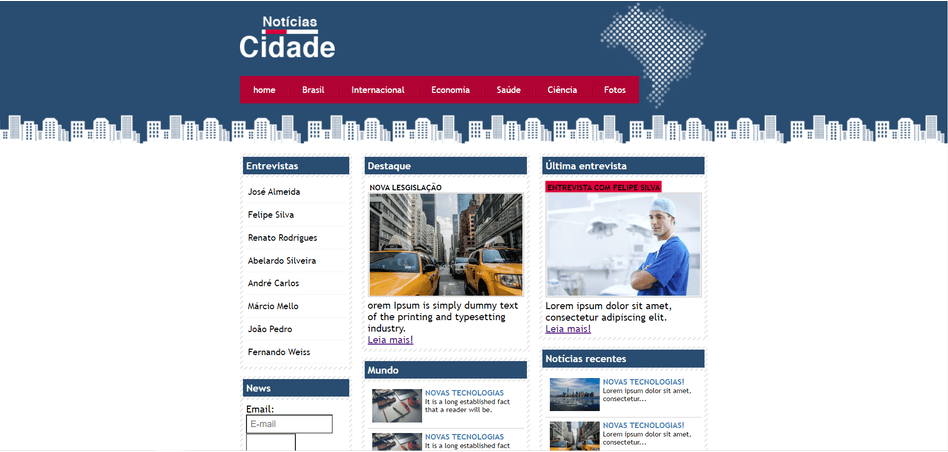 Notícias
Cidade
home Brasil Internacional Economia Saúde Ciência Fotos
Entrevistas
José Almeida
Felipe Silva
Renato Rodrigues
Abelardo Silveira
André Carlos
Márcio Mello
João Pedro
Fernando Weiss
News
Email:
E-mail
Destaque
NOVA LESGISLAÇÃO
orem Ipsum is simply dummy text
of the printing and typesetting
industry.
Leia mais!
Mundo
NOVAS TECNOLOGIAS
It is a long established fact
that a reader will be.
NOVAS TECNOLOGIAS
It is a long established fact
Última entrevista
ENTREVISTA COM FELIPE SILVA
Lorem ipsum dolor sit amet,
consectetur adipiscing elit.
Leia mais!
Notícias recentes
NOVAS TECNOLOGIAS!
Lorem ipsum dolor sit amet,
consectetur...
NOVAS TECNOLOGIAS!
Lorem ipsum dolor sit amet,
consectetur...